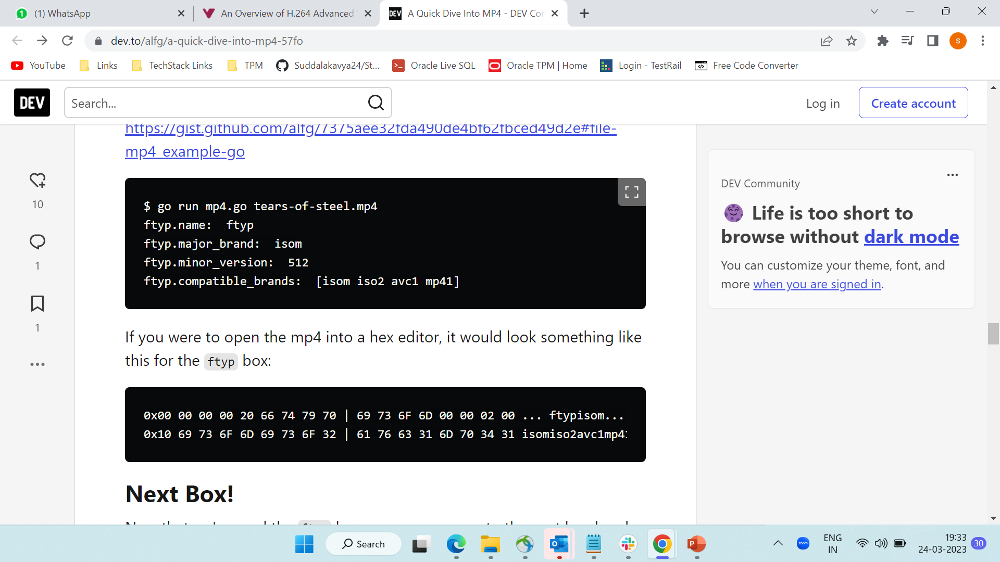 (1) WhatsApp
An Overview of H.264 Advanced
A Quick Dive Into MP4 - DEV Cor
dev.to/alfg/a-quick-dive-into-mp4-57fo
S
YouTube
Links
TechStack Links
TPM
Suddalakavya24/St...
Oracle Live SQL
Oracle TPM | Home
Login - TestRail
Free Code Converter
DEV
Search...
Log in
Create account
https://gist.github.com/alfg/7375aee32fda490de4bf62fbced49d2e#file-
mp4_example-go
10
1
1
$ go run mp4.go tears-of-steel.mp4
ftyp.name:  ftyp
ftyp.major_brand:  isom
ftyp.minor_version:  512
ftyp.compatible_brands:  [isom iso2 avc1 mp41]
If you were to open the mp4 into a hex editor, it would look something like
this for the ftyp box:
0x00 00 00 00 20 66 74 79 70 | 69 73 6F 6D 00 00 02 00 ... ftypisom...
0x10 69 73 6F 6D 69 73 6F 32 | 61 76 63 31 6D 70 34 31 isomiso2avc1mp41
Next Box!
DEV Community
Life is too short to
browse without dark mode
You can customize your theme, font, and
more when you are signed in.
Search
zoom
ENG
IN
19:33
24-03-2023
30